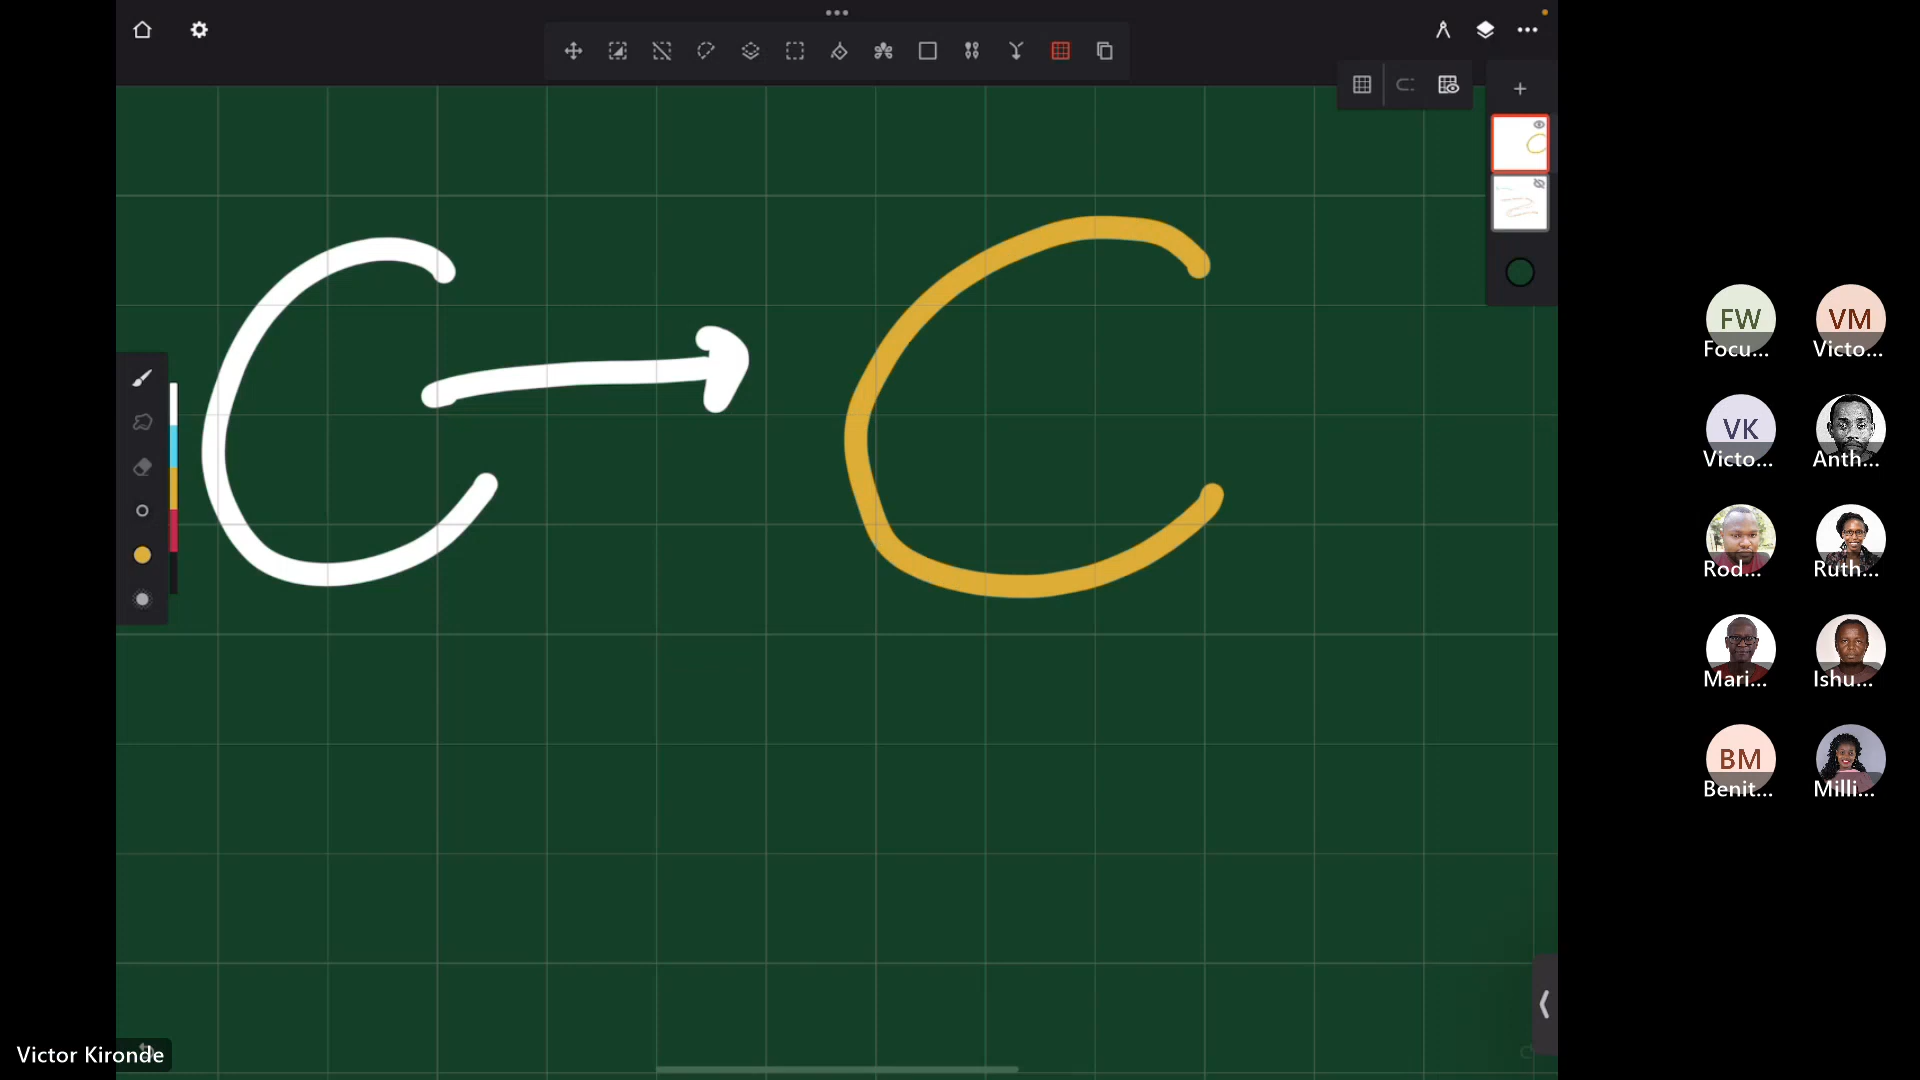 C → C
FW
VM
Focu...
Victo...
VK
Victo...
Anth...
Rod...
Ruth...
Mari...
Ishu...
BM
Benit...
Milli...
Victor Kironde